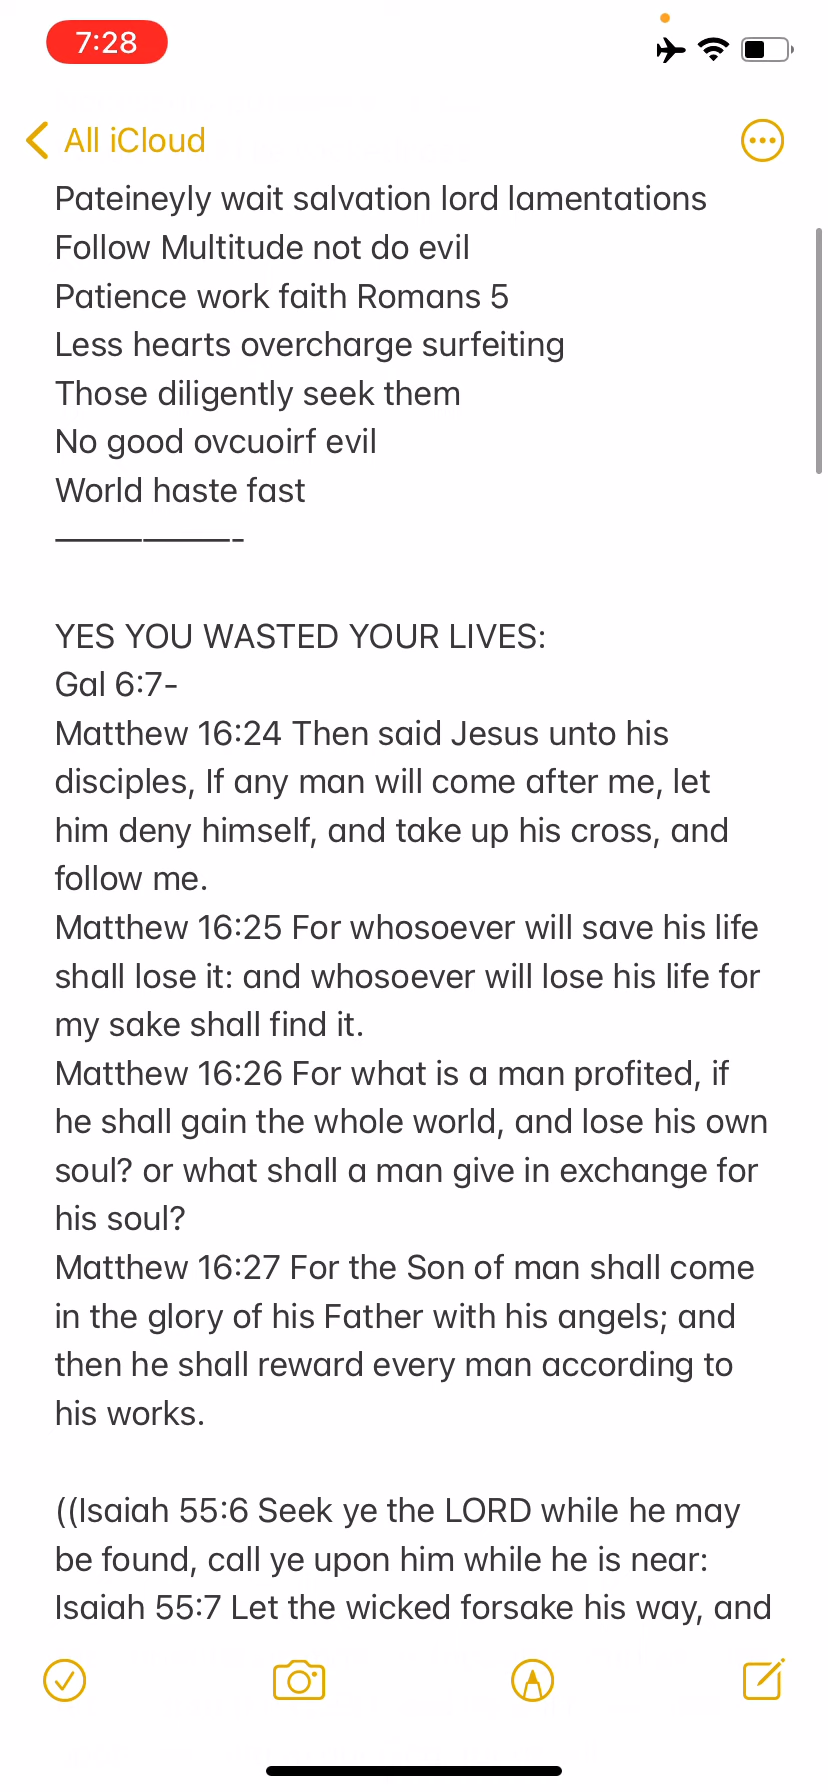 7:28
All iCloud
Pateineyly wait salvation lord lamentations
Follow Multitude not do evil
Patience work faith Romans 5
Less hearts overcharge surfeiting
Those diligently seek them
No good ovcuoirf evil
World haste fast
——————-
YES YOU WASTED YOUR LIVES:
Gal 6:7-
Matthew 16:24 Then said Jesus unto his
disciples, If any man will come after me, let
him deny himself, and take up his cross, and
follow me.
Matthew 16:25 For whosoever will save his life
shall lose it: and whosoever will lose his life for
my sake shall find it.
Matthew 16:26 For what is a man profited, if
he shall gain the whole world, and lose his own
soul? or what shall a man give in exchange for
his soul?
Matthew 16:27 For the Son of man shall come
in the glory of his Father with his angels; and
then he shall reward every man according to
his works.
((Isaiah 55:6 Seek ye the LORD while he may
be found, call ye upon him while he is near:
Isaiah 55:7 Let the wicked forsake his way, and